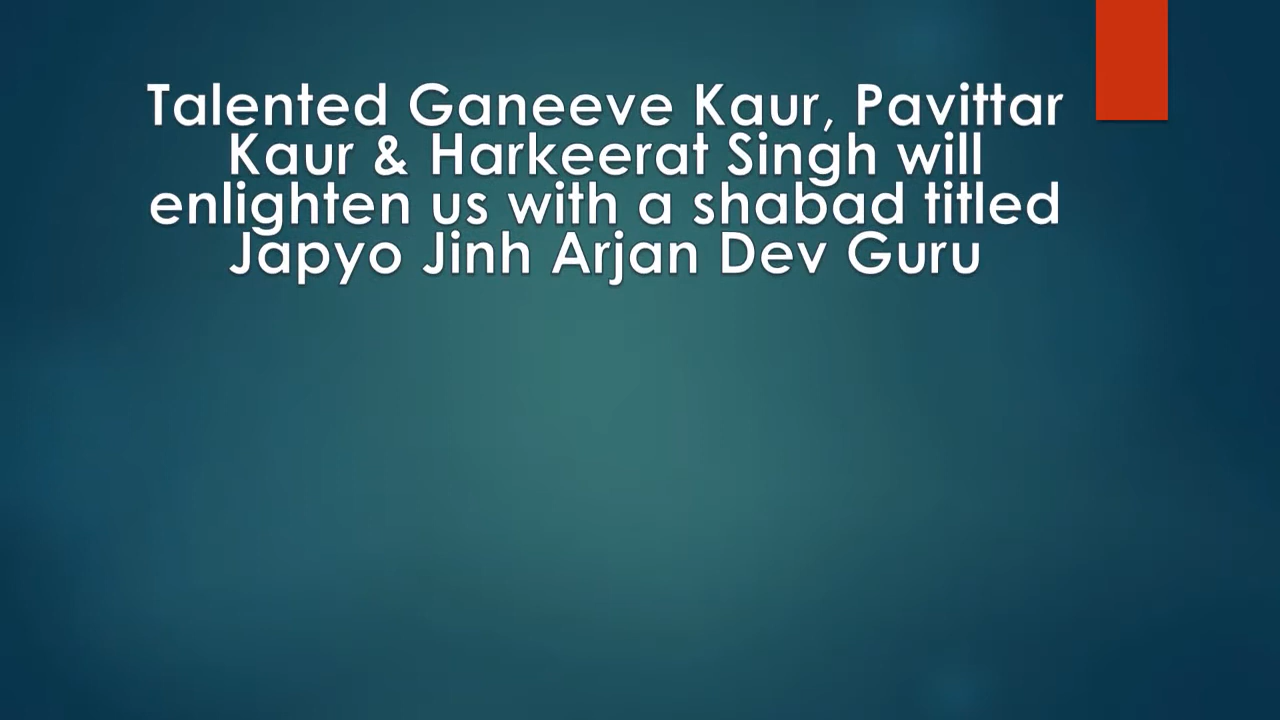 Talented Ganeeve Kaur, Pavittar
Kaur & Harkeerat Singh will
enlighten us with a shabad titled
Japyo Jinh Arjan Dev Guru